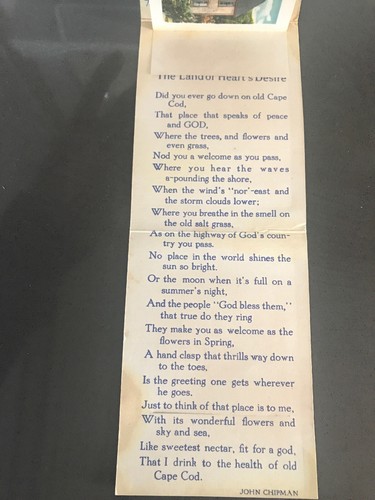 The Land of Heart's Desire
Did you ever go down on old Cape
Cod,
That place that speaks of peace
and GOD,
Where the trees, and flowers and
even grass,
Nod you a welcome as you pass,
Where you hear the waves
a-pounding the shore,
When the wind's "nor'-east and
the storm clouds lower;
Where you breathe in the smell on
the old salt grass,
As on the highway of God's coun-
try you pass.
No place in the world shines the
sun so bright.
Or the moon when it's full on a
summer's night,
And the people "God bless them,"
that true do they ring
They make you as welcome as the
flowers in Spring,
A hand clasp that thrills way down
to the toes,
Is the greeting one gets wherever
he goes.
Just to think of that place is to me,
With its wonderful flowers and
sky and sea,
Like sweetest nectar, fit for a god,
That I drink to the health of old
Cape Cod.
JOHN CHIPMAN